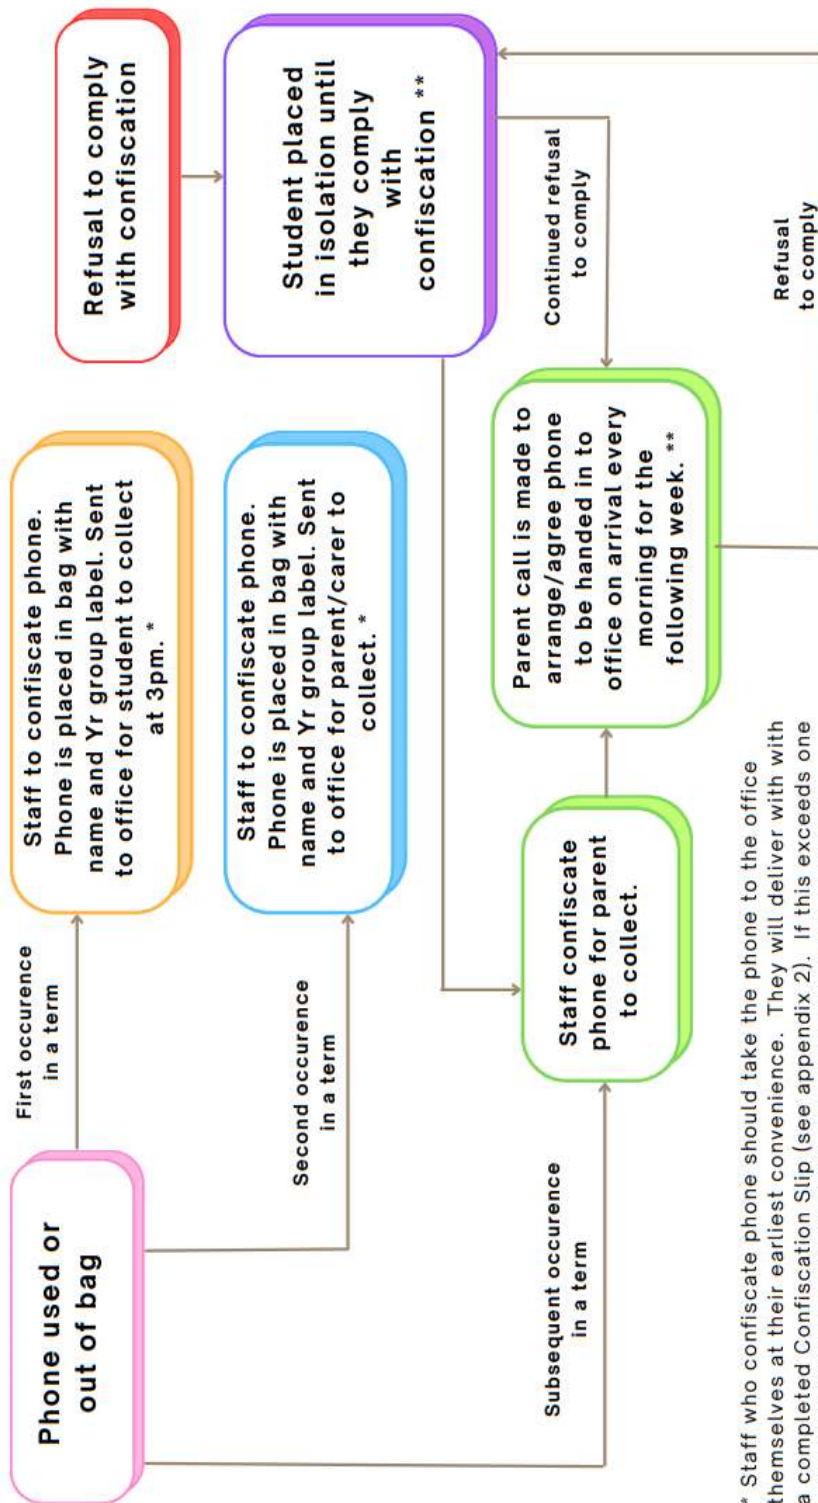 Phone used or
out of bag
First occurence
in a term
Staff to confiscate phone.
Phone is placed in bag with
name and Yr group label. Sent
to office for student to collect
at 3pm. *
Refusal to comply
with confiscation
Second occurence
in a term
Staff to confiscate phone.
Phone is placed in bag with
name and Yr group label. Sent
to office for parent/carer to
collect. *
Student placed
in isolation until
they comply
with
confiscation **
Subsequent occurence
in a term
Staff confiscate
phone for parent
to collect.
Parent call is made to
arrange/agree phone
to be handed in to
office on arrival every
morning for the
following week. **
Continued refusal
to comply
Refusal
to comply
* Staff who confiscate phone should take the phone to the office
themselves at their earliest convenience. They will deliver with with
a completed Confiscation Slip (see appendix 2). If this exceeds one